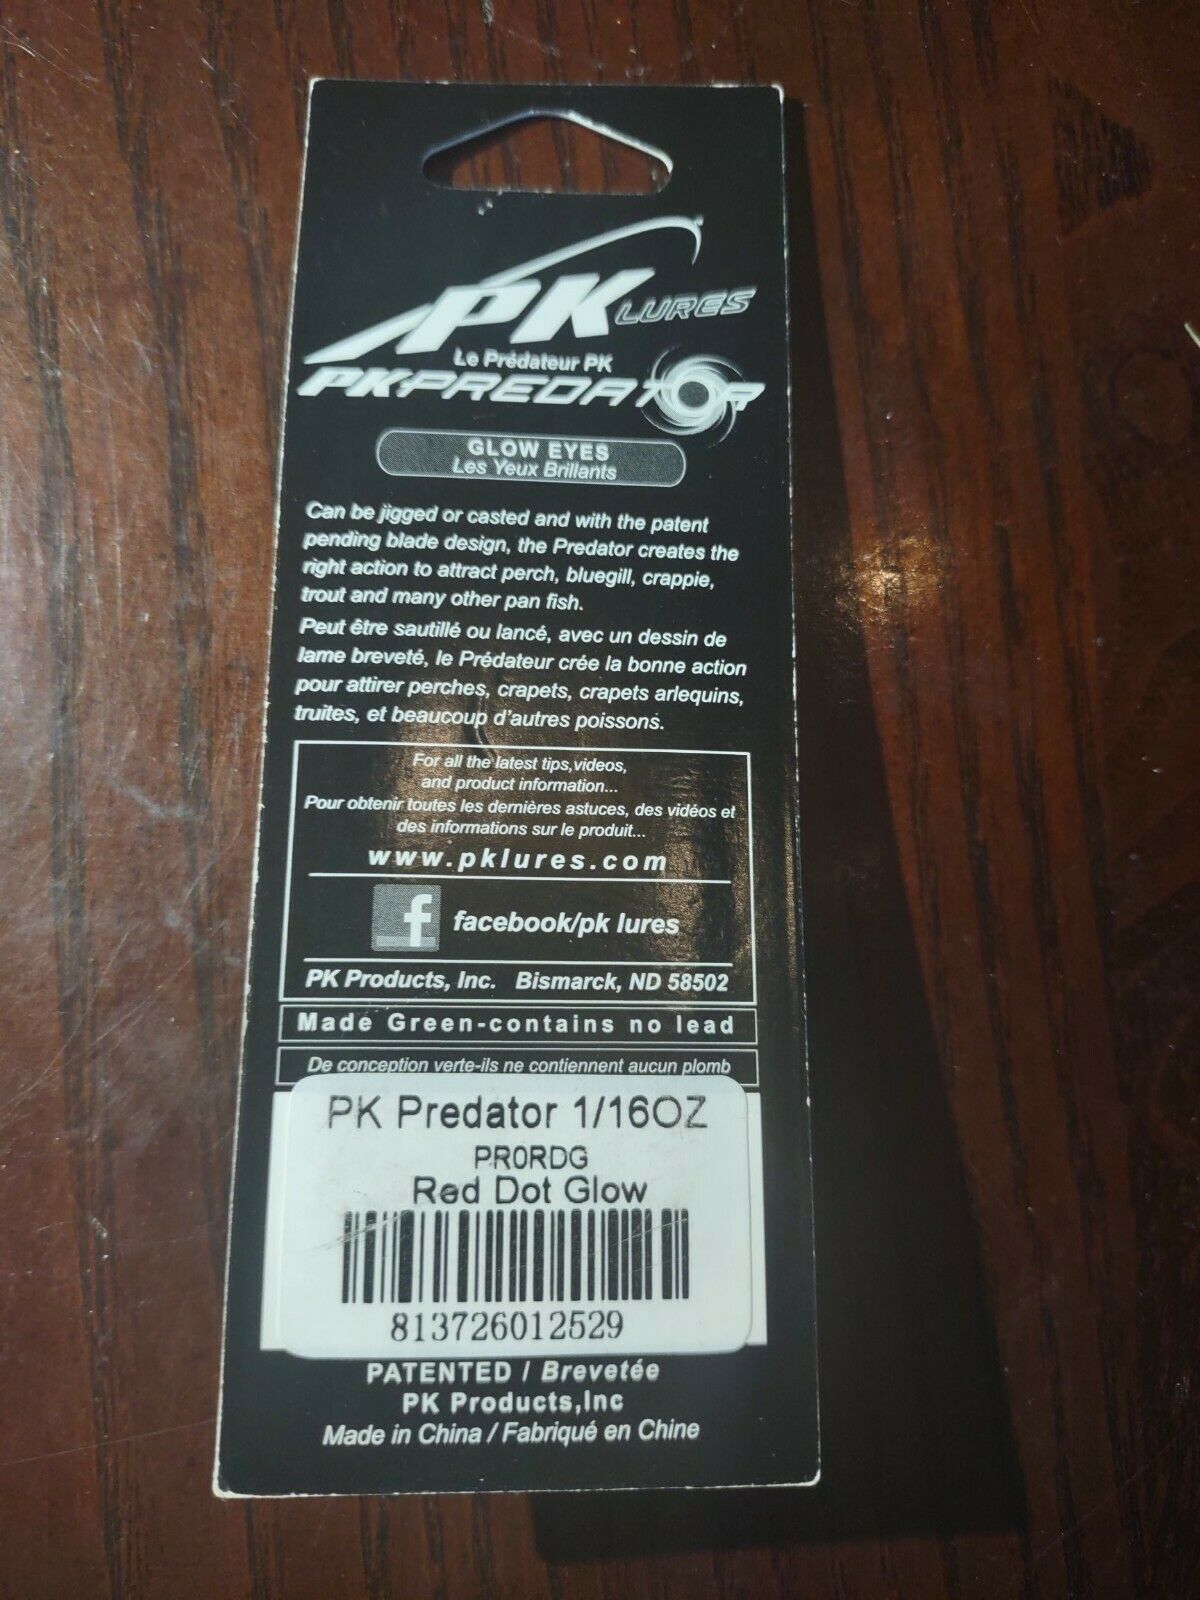 PK LURES
Le Prédateur PK
PK-PREDATOR
GLOW EYES
Les Yeux Brillants
Can be jigged or casted and with the patent
pending blade design, the Predator creates the
right action to attract perch, bluegill, crappie,
trout and many other pan fish.
Peut être sautillé ou lancé, avec un dessin de
lame breveté, le Prédateur crée la bonne action
pour attirer perches, crapets, crapets arlequins,
truites, et beaucoup d'autres poissons.
For all the latest tips,videos,
and product information...
Pour obtenir toutes les dernières astuces, des vidéos et
des informations sur le produit...
www.pklures.com
f facebook/pk lures
PK Products, Inc. Bismarck, ND 58502
Made Green-contains no lead
De conception verte-ils ne contiennent aucun plomb
PK Predator 1/16OZ
PR0RDG
Red Dot Glow
813726012529
PATENTED / Brevetée
PK Products,Inc
Made in China / Fabriqué en Chine